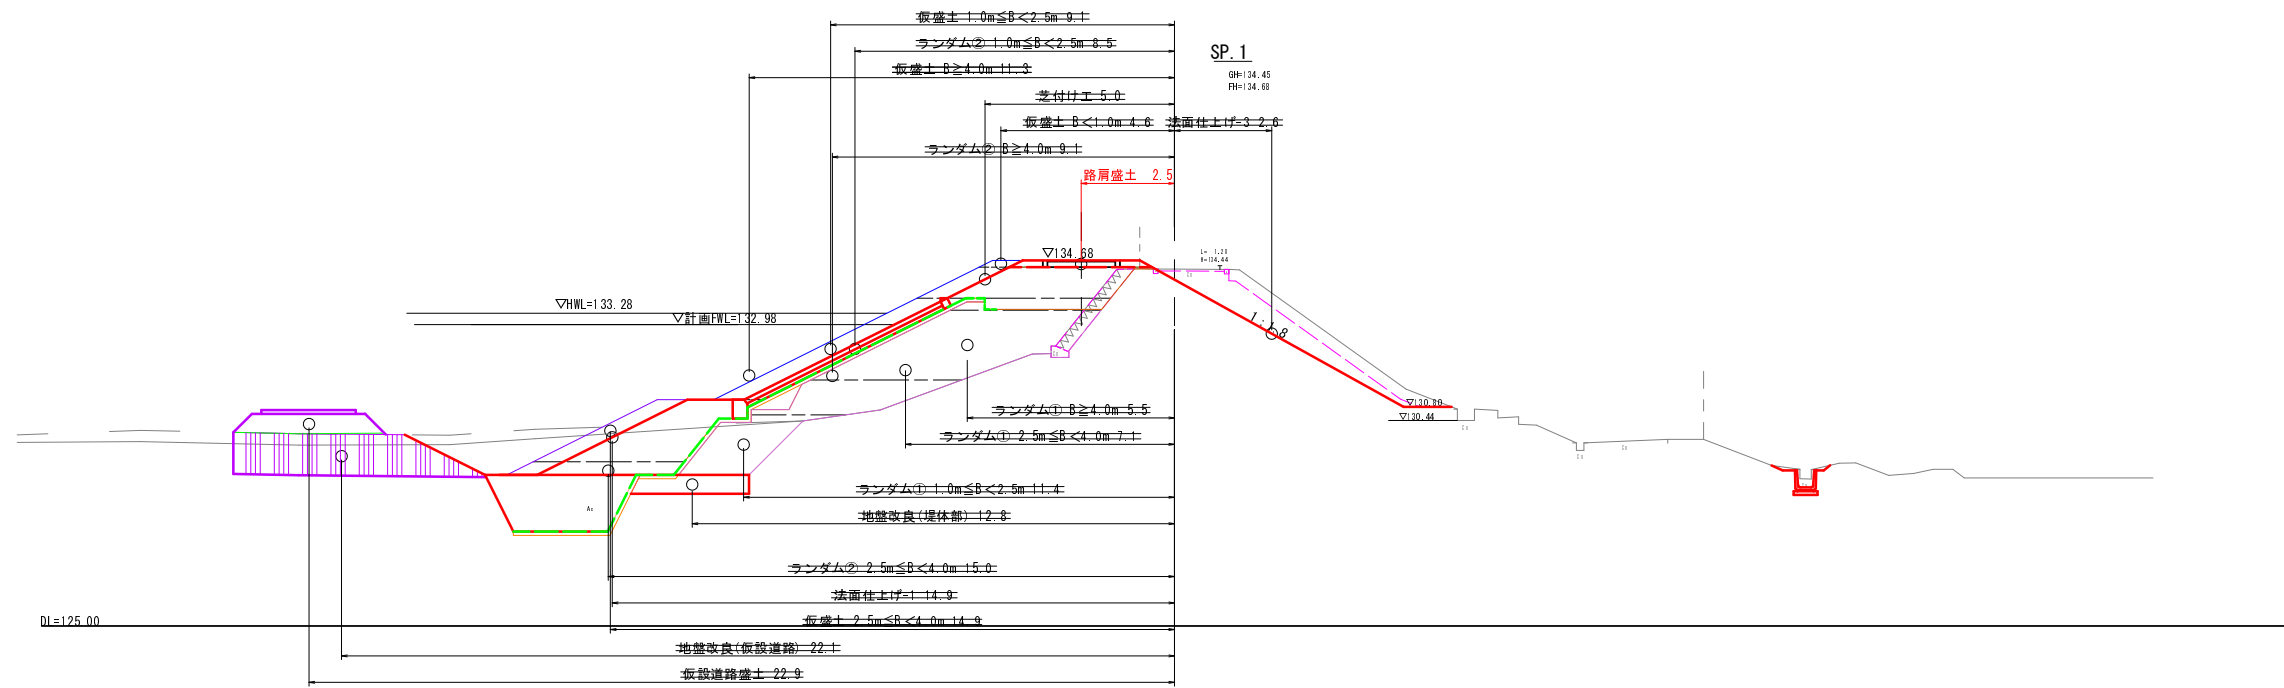 仮盛土 1.0m≦B<2.5m 9.1
ランダム② 1.0m≦B<2.5m 8.5
SP.1
仮盛土 B≧4.0m 11.3
GH=134.45
FH=134.68
芝付け工 5.0
仮盛土 B<1.0m 4.6
法面仕上げ-3 2.6
ランダム② B≧4.0m 9.1
路肩盛土 2.5
▽134.68
L= 1.20
H=134.44
▽HWL=133.28
▽計画FWL=132.98
1:1.8
▽130.80
ランダム① B≧4.0m 5.5
▽130.44
ランダム① 2.5m≦B<4.0m 7.1
ランダム① 1.0m≦B<2.5m 11.4
Ac
地盤改良(堤体部) 12.8
ランダム② 2.5m≦B<4.0m 15.0
法面仕上げ-1 14.9
DL=125.00
仮盛土 2.5m≦B<4.0m 14.9
地盤改良(仮設道路) 22.1
仮設道路盛土 22.9